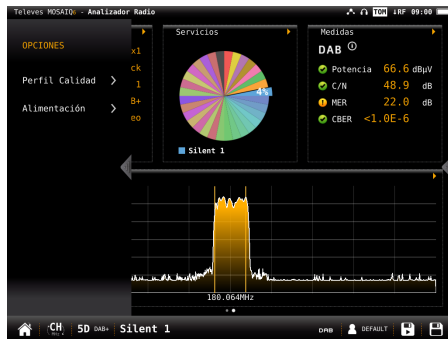 Televes MOSAIQ6 - Analizador Radio
TOM
↓RF 09:00
OPCIONES
Perfil Calidad >
Alimentación >
x1
ck
1
8+
eo
Servicios
4%
Silent 1
Medidas
DAB
Potencia 66.6 dBµV
C/N 48.9 dB
MER 22.0 dB
CBER <1.0E-6
180.064MHz
CH
5D DAB+ Silent 1
DAB
DEFAULT